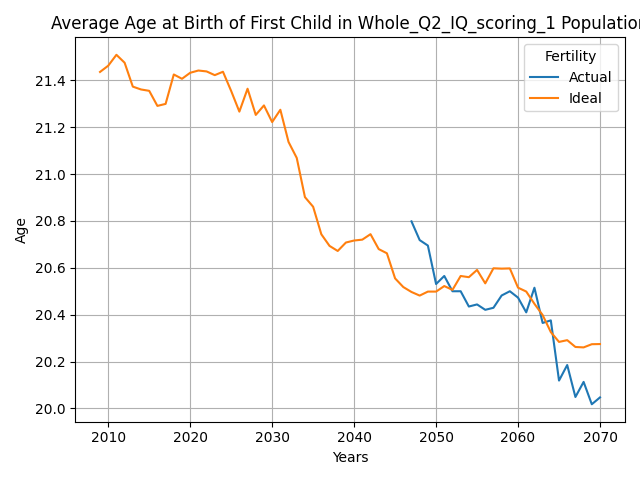 Average Age at Birth of First Child in Whole_Q2_IQ_scoring_1 Population
Fertility
Actual
Ideal
21.4
21.2
21.0
20.8
20.6
20.4
20.2
20.0
Age
2010 2020 2030 2040 2050 2060 2070
Years